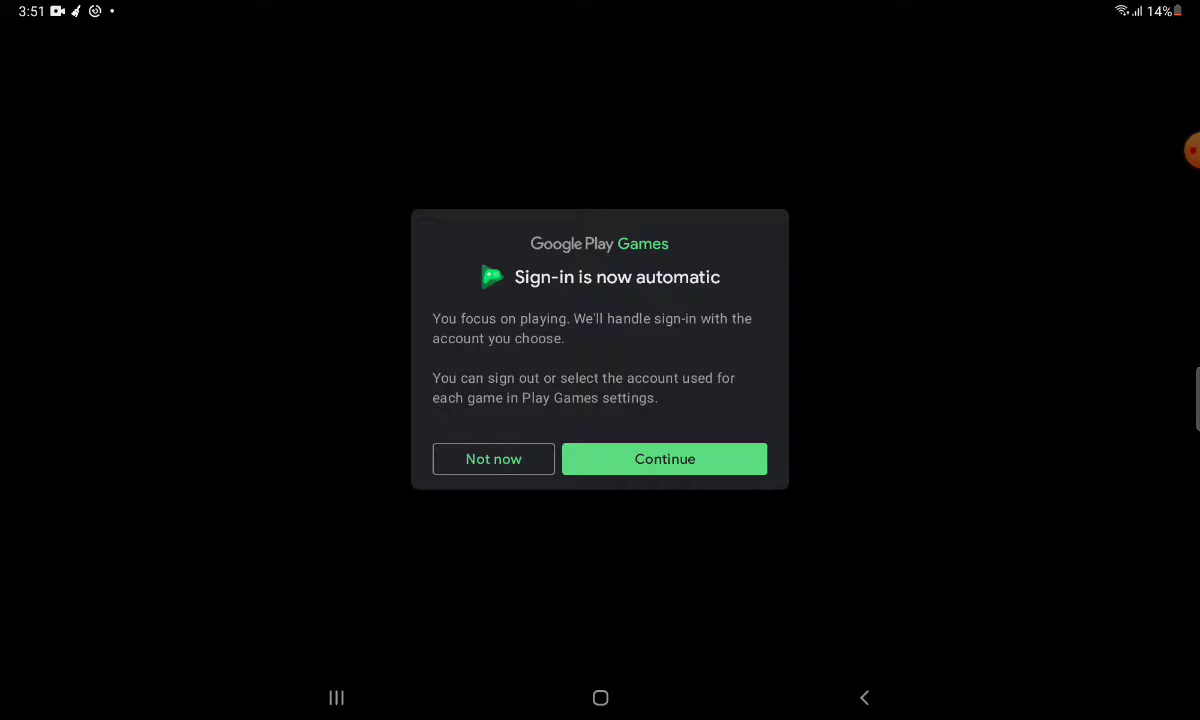 3:51
14%
Google Play Games
Sign-in is now automatic
You focus on playing. We'll handle sign-in with the
account you choose.
You can sign out or select the account used for
each game in Play Games settings.
Not now
Continue